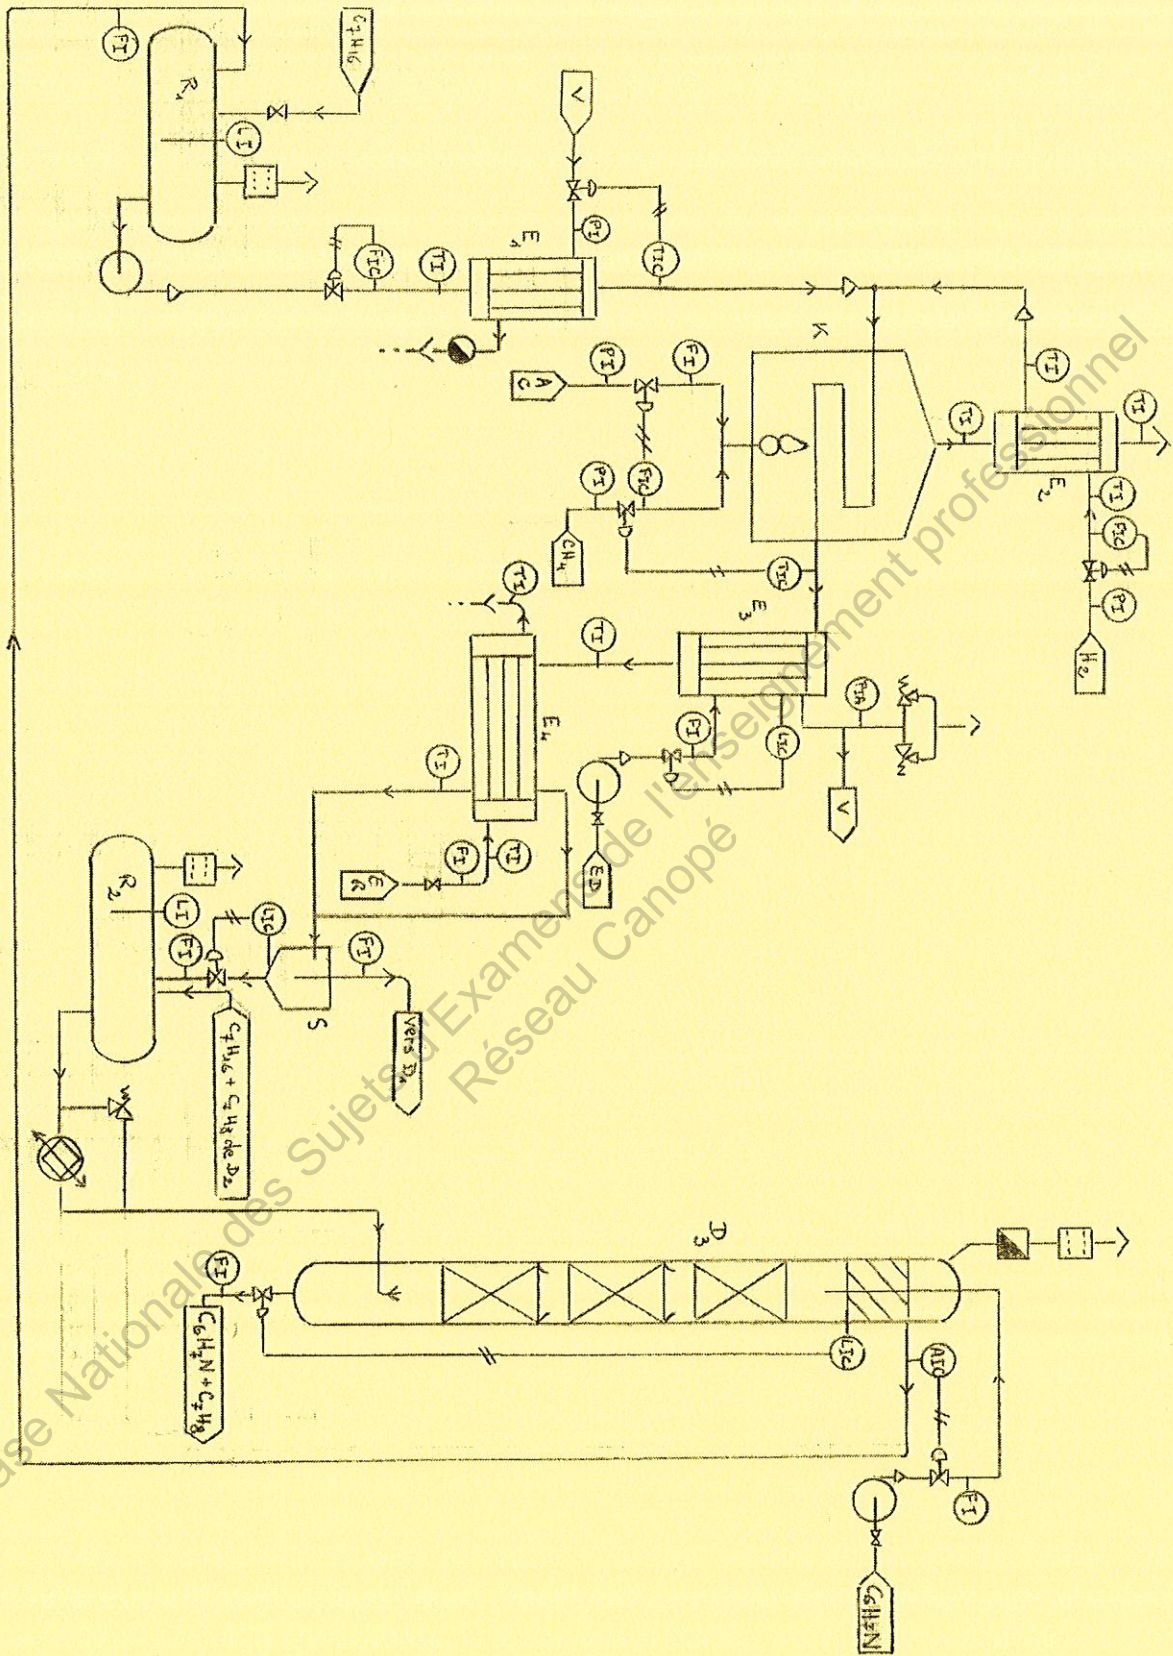 C7H16
FI
R1
LI
V
PI
TIC
E1
FIC
TI
K
TI
TI
E2
TI
FIC
PI
H2
AC
PI
FI
FIC
PI
CH4
TIC
E3
TI
TI
E4
PIA
LIC
FI
V
ED
TI
TI
FI
ER
LIC
FI
S
vers D1
R2
LI
FI
C7H16 + C7H8 de D2
D3
FI
C6H7N + C7H8
LIC
AIC
FI
C6H7N
Base Nationale des Sujets d'Examens de l'enseignement professionnel
Réseau Canopé